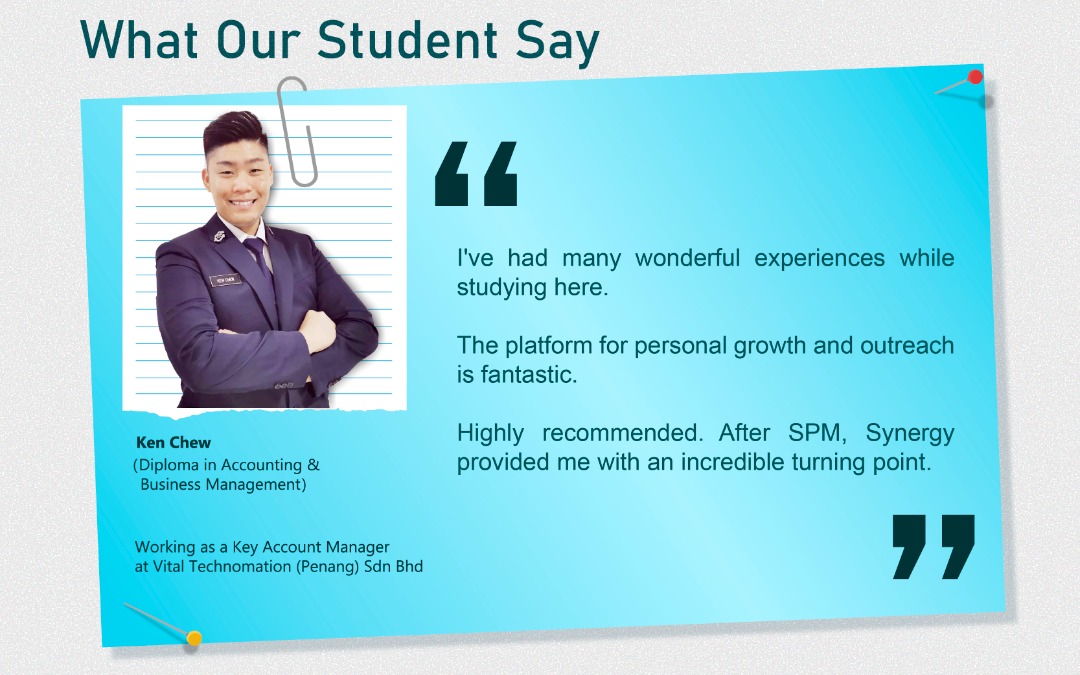 What Our Student Say
KEN CHEW
I've had many wonderful experiences while
studying here.
The platform for personal growth and outreach
is fantastic.
Highly recommended. After SPM, Synergy
provided me with an incredible turning point.
Ken Chew
(Diploma in Accounting &
Business Management)
Working as a Key Account Manager
at Vital Technomation (Penang) Sdn Bhd